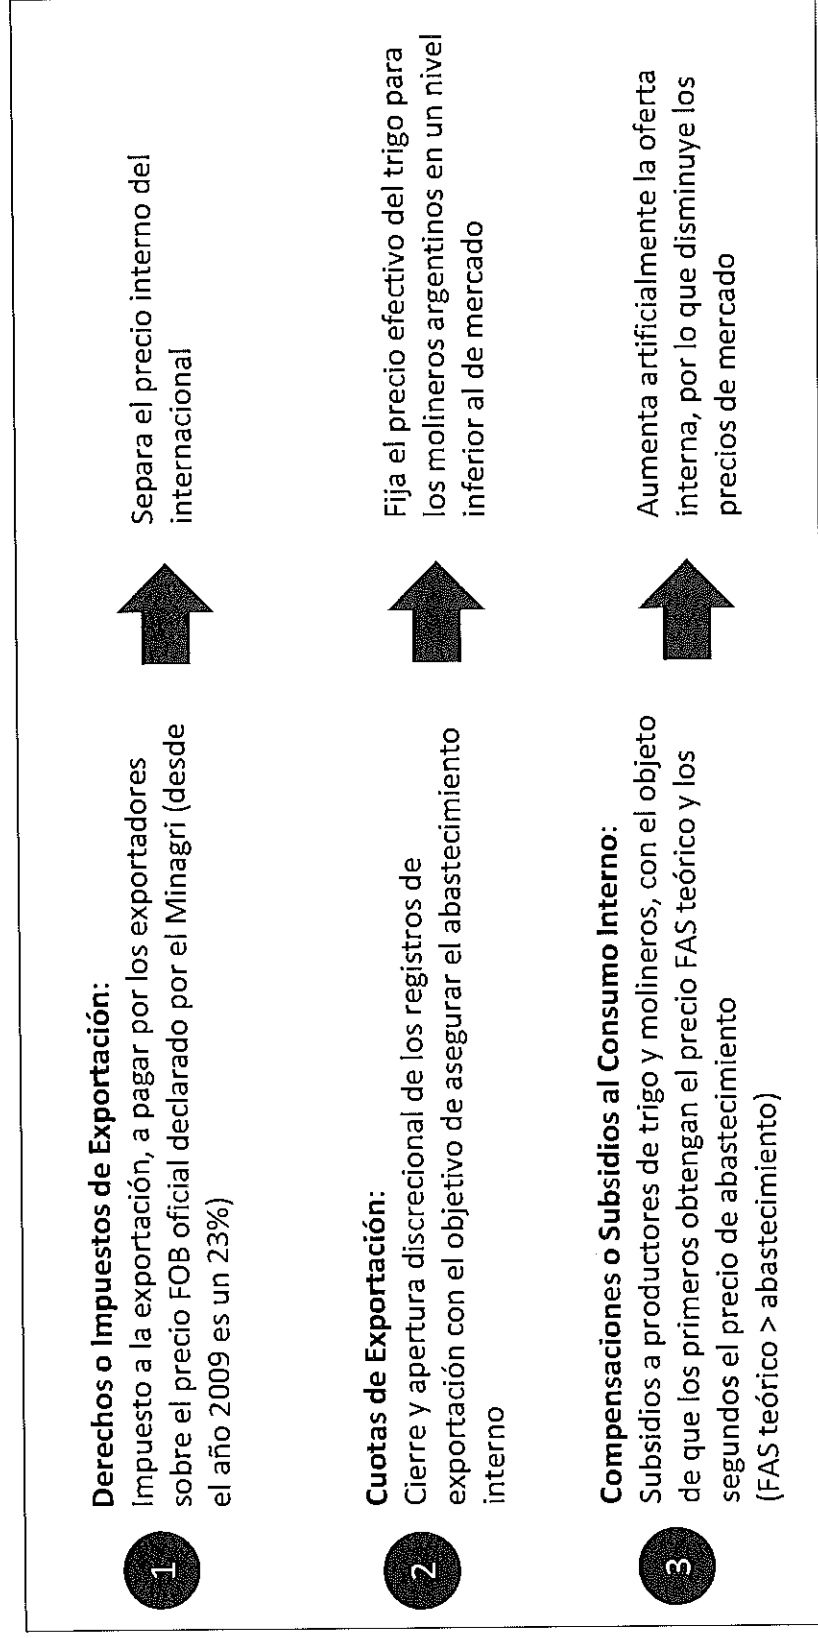 1
Derechos o Impuestos de Exportación:
Impuesto a la exportación, a pagar por los exportadores
sobre el precio FOB oficial declarado por el Minagri (desde
el año 2009 es un 23%)
Separa el precio interno del
internacional
2
Cuotas de Exportación:
Cierre y apertura discrecional de los registros de
exportación con el objetivo de asegurar el abastecimiento
interno
Fija el precio efectivo del trigo para
los molineros argentinos en un nivel
inferior al de mercado
3
Compensaciones o Subsidios al Consumo Interno:
Subsidios a productores de trigo y molineros, con el objeto
de que los primeros obtengan el precio FAS teórico y los
segundos el precio de abastecimiento
(FAS teórico > abastecimiento)
Aumenta artificialmente la oferta
interna, por lo que disminuye los
precios de mercado